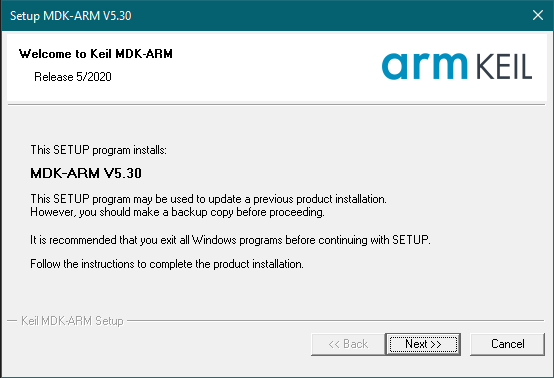 Setup MDK-ARM V5.30
Welcome to Keil MDK-ARM
Release 5/2020
arm KEIL
This SETUP program installs:
MDK-ARM V5.30
This SETUP program may be used to update a previous product installation.
However, you should make a backup copy before proceeding.
It is recommended that you exit all Windows programs before continuing with SETUP.
Follow the instructions to complete the product installation.
Keil MDK-ARM Setup
<< Back
Next >>
Cancel